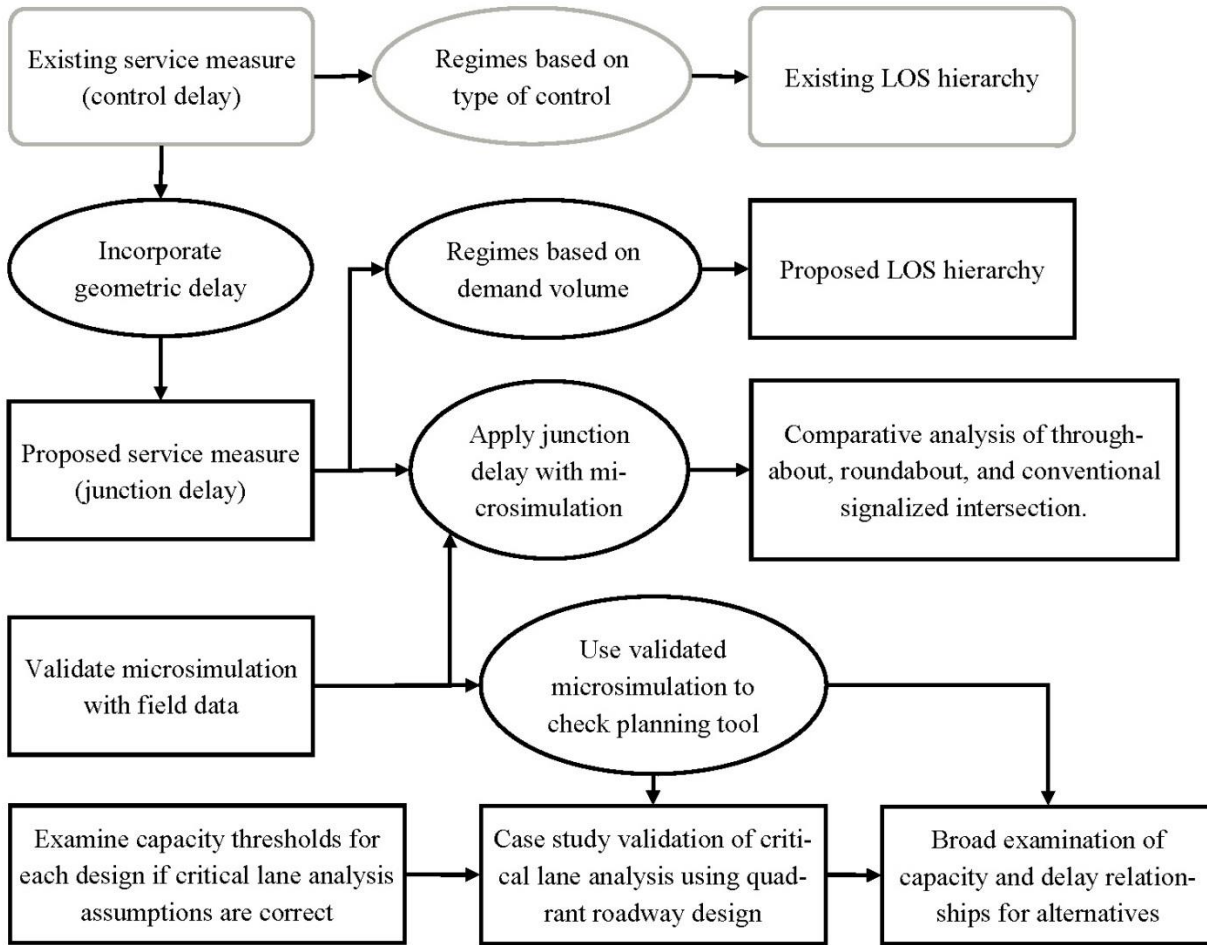 Existing service measure
(control delay)
Regimes based on
type of control
Existing LOS hierarchy
Incorporate
geometric delay
Regimes based on
demand volume
Proposed LOS hierarchy
Proposed service measure
(junction delay)
Apply junction
delay with mi-
crosimulation
Comparative analysis of through-
about, roundabout, and conventional
signalized intersection.
Validate microsimulation
with field data
Use validated
microsimulation to
check planning tool
Examine capacity thresholds for
each design if critical lane analysis
assumptions are correct
Case study validation of criti-
cal lane analysis using quad-
rant roadway design
Broad examination of
capacity and delay relation-
ships for alternatives